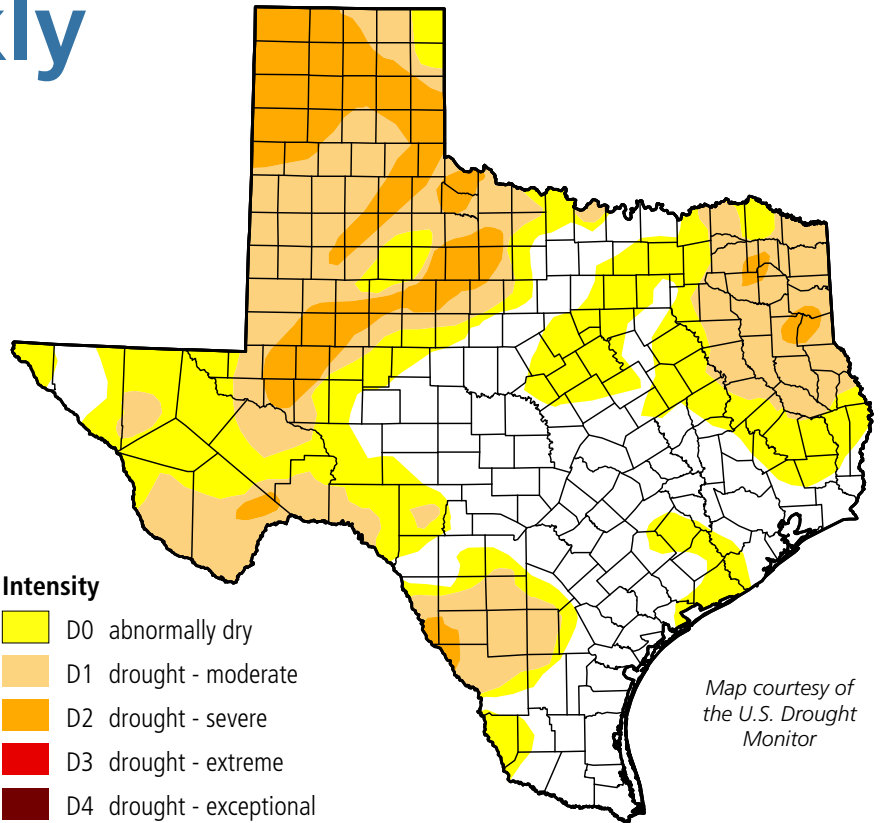 Intensity
D0 abnormally dry
D1 drought - moderate
D2 drought - severe
D3 drought - extreme
D4 drought - exceptional
Map courtesy of
the U.S. Drought
Monitor